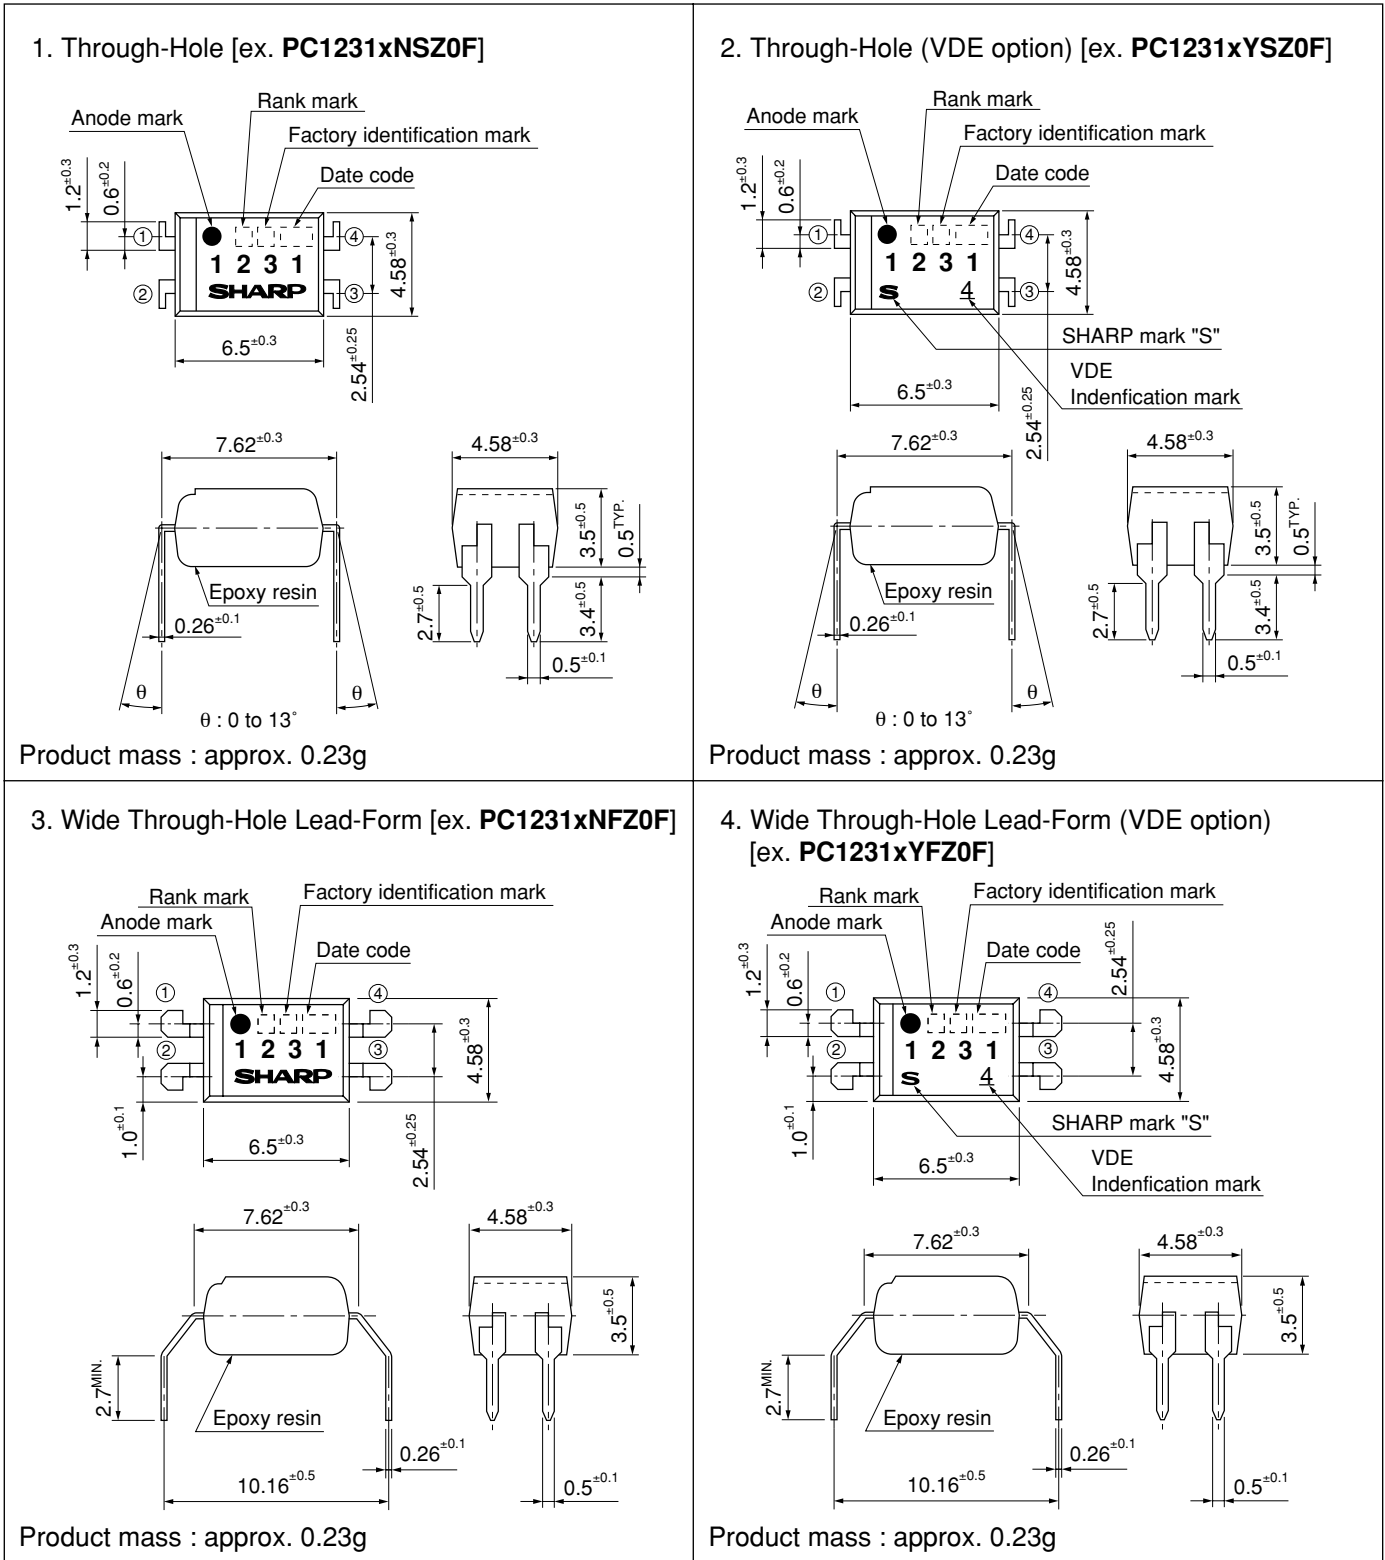 1. Through-Hole [ex. PC1231xNSZ0F]
Rank mark
Anode mark
Factory identification mark
Date code
1.2±0.3
0.6±0.2
① ④
1 2 3 1
② SHARP ③
4.58±0.3
6.5±0.3
2.54±0.25
7.62±0.3
4.58±0.3
3.5±0.5
0.5TYP.
Epoxy resin
2.7±0.5
3.4±0.5
0.26±0.1
0.5±0.1
θ θ
θ : 0 to 13˚
Product mass : approx. 0.23g
2. Through-Hole (VDE option) [ex. PC1231xYSZ0F]
Rank mark
Anode mark
Factory identification mark
Date code
1.2±0.3
0.6±0.2
① ④
1 2 3 1
② S 4 ③
4.58±0.3
SHARP mark "S"
VDE
Indenfication mark
6.5±0.3
2.54±0.25
7.62±0.3
4.58±0.3
3.5±0.5
0.5TYP.
Epoxy resin
2.7±0.5
3.4±0.5
0.26±0.1
0.5±0.1
θ θ
θ : 0 to 13˚
Product mass : approx. 0.23g
3. Wide Through-Hole Lead-Form [ex. PC1231xNFZ0F]
Rank mark
Factory identification mark
Anode mark
Date code
1.2±0.3
0.6±0.2
① ④
② 1 2 3 1 ③
SHARP
4.58±0.3
1.0±0.1
6.5±0.3
2.54±0.25
7.62±0.3
4.58±0.3
3.5±0.5
2.7MIN.
Epoxy resin
0.26±0.1
10.16±0.5
0.5±0.1
Product mass : approx. 0.23g
4. Wide Through-Hole Lead-Form (VDE option)
[ex. PC1231xYFZ0F]
Rank mark
Factory identification mark
Anode mark
Date code
1.2±0.3
0.6±0.2
2.54±0.25
① ④
② 1 2 3 1 ③
S 4
4.58±0.3
1.0±0.1
SHARP mark "S"
6.5±0.3
VDE
Indenfication mark
7.62±0.3
4.58±0.3
3.5±0.5
2.7MIN.
Epoxy resin
0.26±0.1
10.16±0.5
0.5±0.1
Product mass : approx. 0.23g